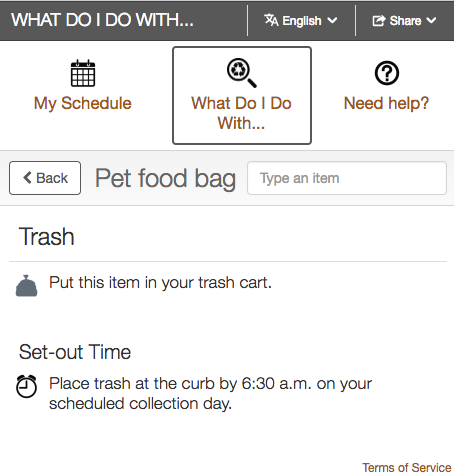 WHAT DO I DO WITH...
English
Share
My Schedule
What Do I Do
With...
Need help?
Back
Pet food bag
Type an item
Trash
Put this item in your trash cart.
Set-out Time
Place trash at the curb by 6:30 a.m. on your
scheduled collection day.
Terms of Service